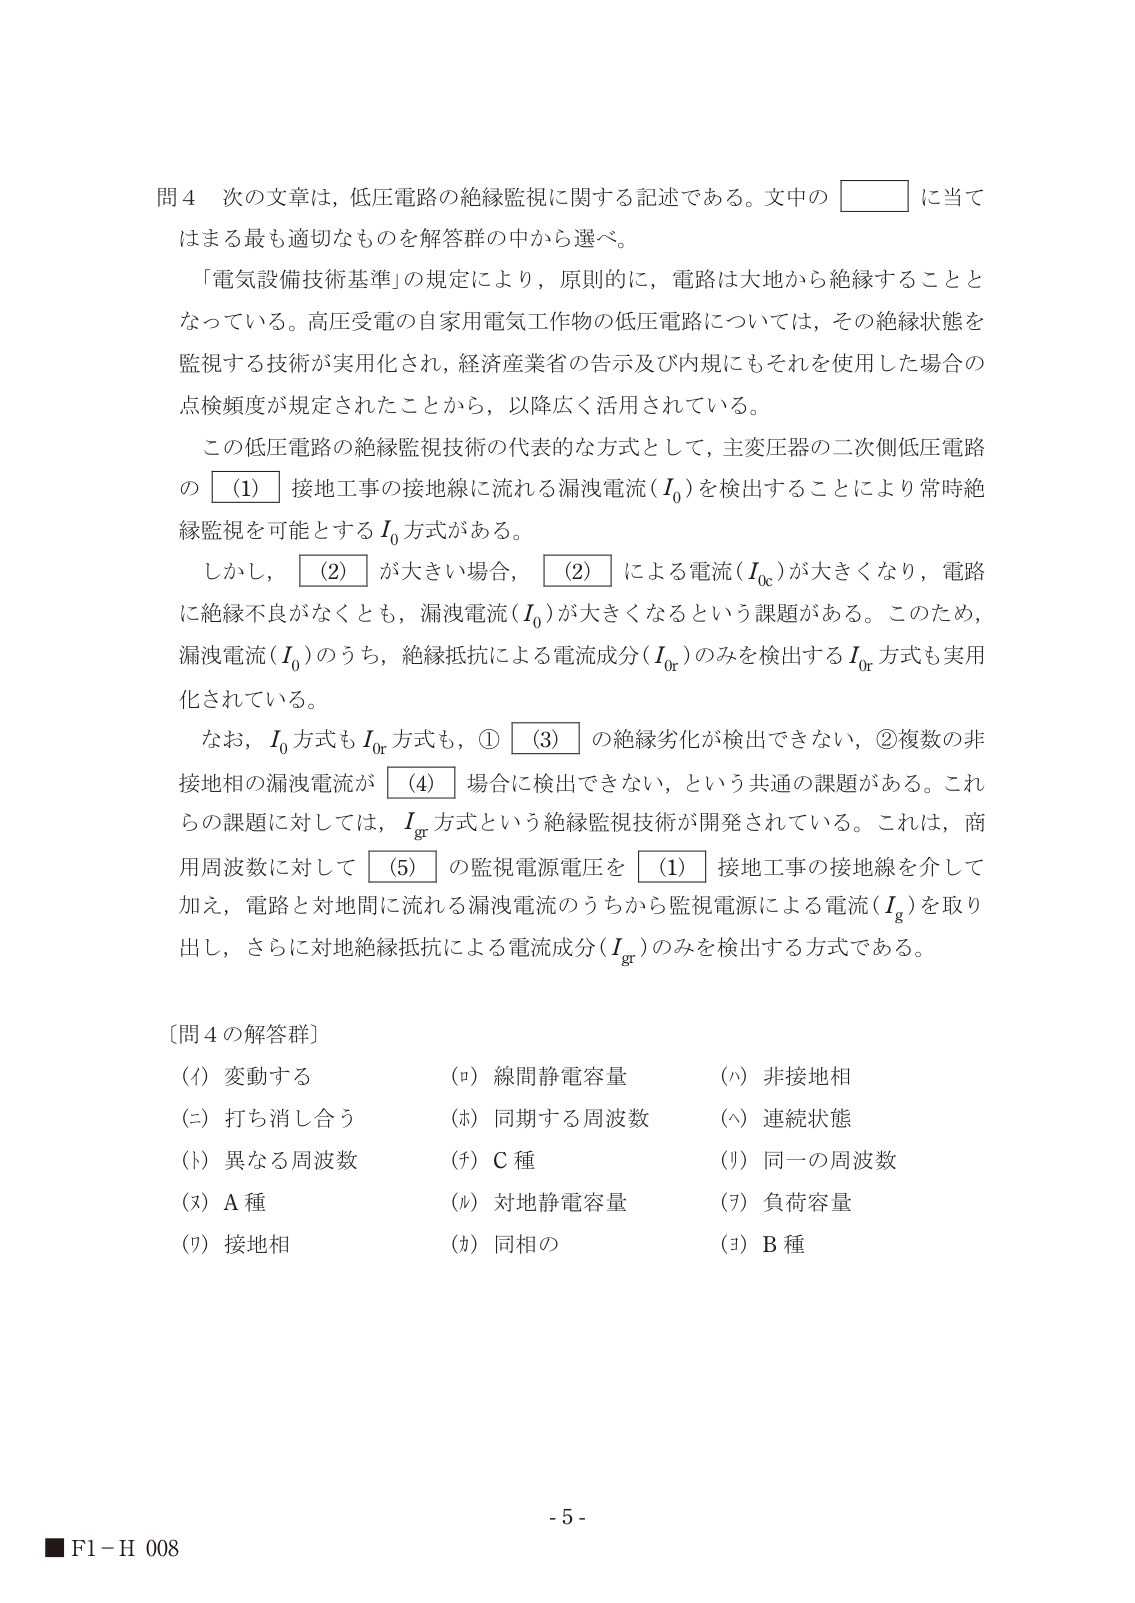 問４　次の文章は，低圧電路の絶縁監視に関する記述である。文中の　　　に当て
はまる最も適切なものを解答群の中から選べ。
「電気設備技術基準」の規定により，原則的に，電路は大地から絶縁することと
なっている。高圧受電の自家用電気工作物の低圧電路については，その絶縁状態を
監視する技術が実用化され，経済産業省の告示及び内規にもそれを使用した場合の
点検頻度が規定されたことから，以降広く活用されている。
この低圧電路の絶縁監視技術の代表的な方式として，主変圧器の二次側低圧電路
の (1) 接地工事の接地線に流れる漏洩電流(I0)を検出することにより常時絶
縁監視を可能とするI0方式がある。
しかし，(2) が大きい場合，(2) による電流(I0c)が大きくなり，電路
に絶縁不良がなくとも，漏洩電流(I0)が大きくなるという課題がある。このため，
漏洩電流(I0)のうち，絶縁抵抗による電流成分(I0r)のみを検出するI0r方式も実用
化されている。
なお，I0方式もI0r方式も，① (3) の絶縁劣化が検出できない，②複数の非
接地相の漏洩電流が (4) 場合に検出できない，という共通の課題がある。これ
らの課題に対しては，Igr方式という絶縁監視技術が開発されている。これは，商
用周波数に対して (5) の監視電源電圧を (1) 接地工事の接地線を介して
加え，電路と対地間に流れる漏洩電流のうちから監視電源による電流(Ig)を取り
出し，さらに対地絶縁抵抗による電流成分(Igr)のみを検出する方式である。
〔問４の解答群〕
(ｲ) 変動する　(ﾛ) 線間静電容量　(ﾊ) 非接地相
(ﾆ) 打ち消し合う　(ﾎ) 同期する周波数　(ﾍ) 連続状態
(ﾄ) 異なる周波数　(ﾁ) C種　(ﾘ) 同一の周波数
(ﾇ) A種　(ﾙ) 対地静電容量　(ｦ) 負荷容量
(ﾜ) 接地相　(ｶ) 同相の　(ﾖ) B種
- 5 -
■ F1－H 008